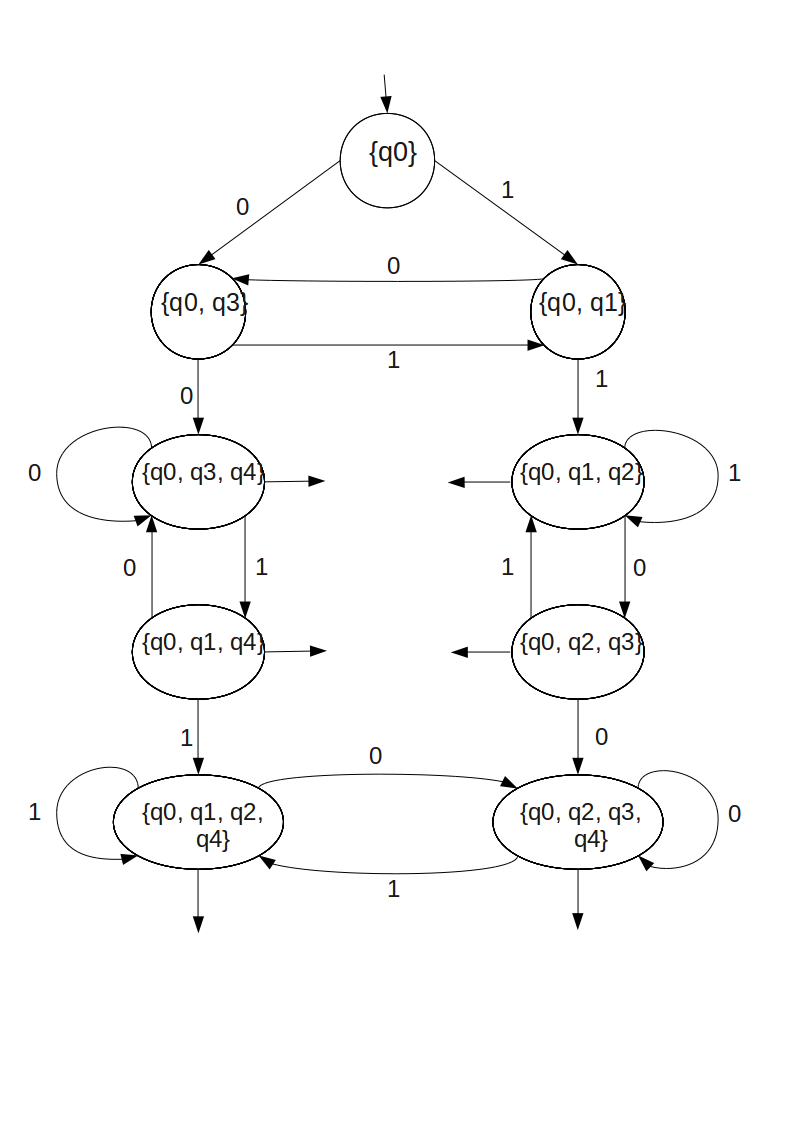 {q0}
1
0
0
{q0, q3}
{q0, q1}
1
1
0
0
{q0, q3, q4}
{q0, q1, q2}
1
0
1
1
0
{q0, q1, q4}
{q0, q2, q3}
1
0
0
1
{q0, q1, q2,
q4}
{q0, q2, q3,
q4}
0
1